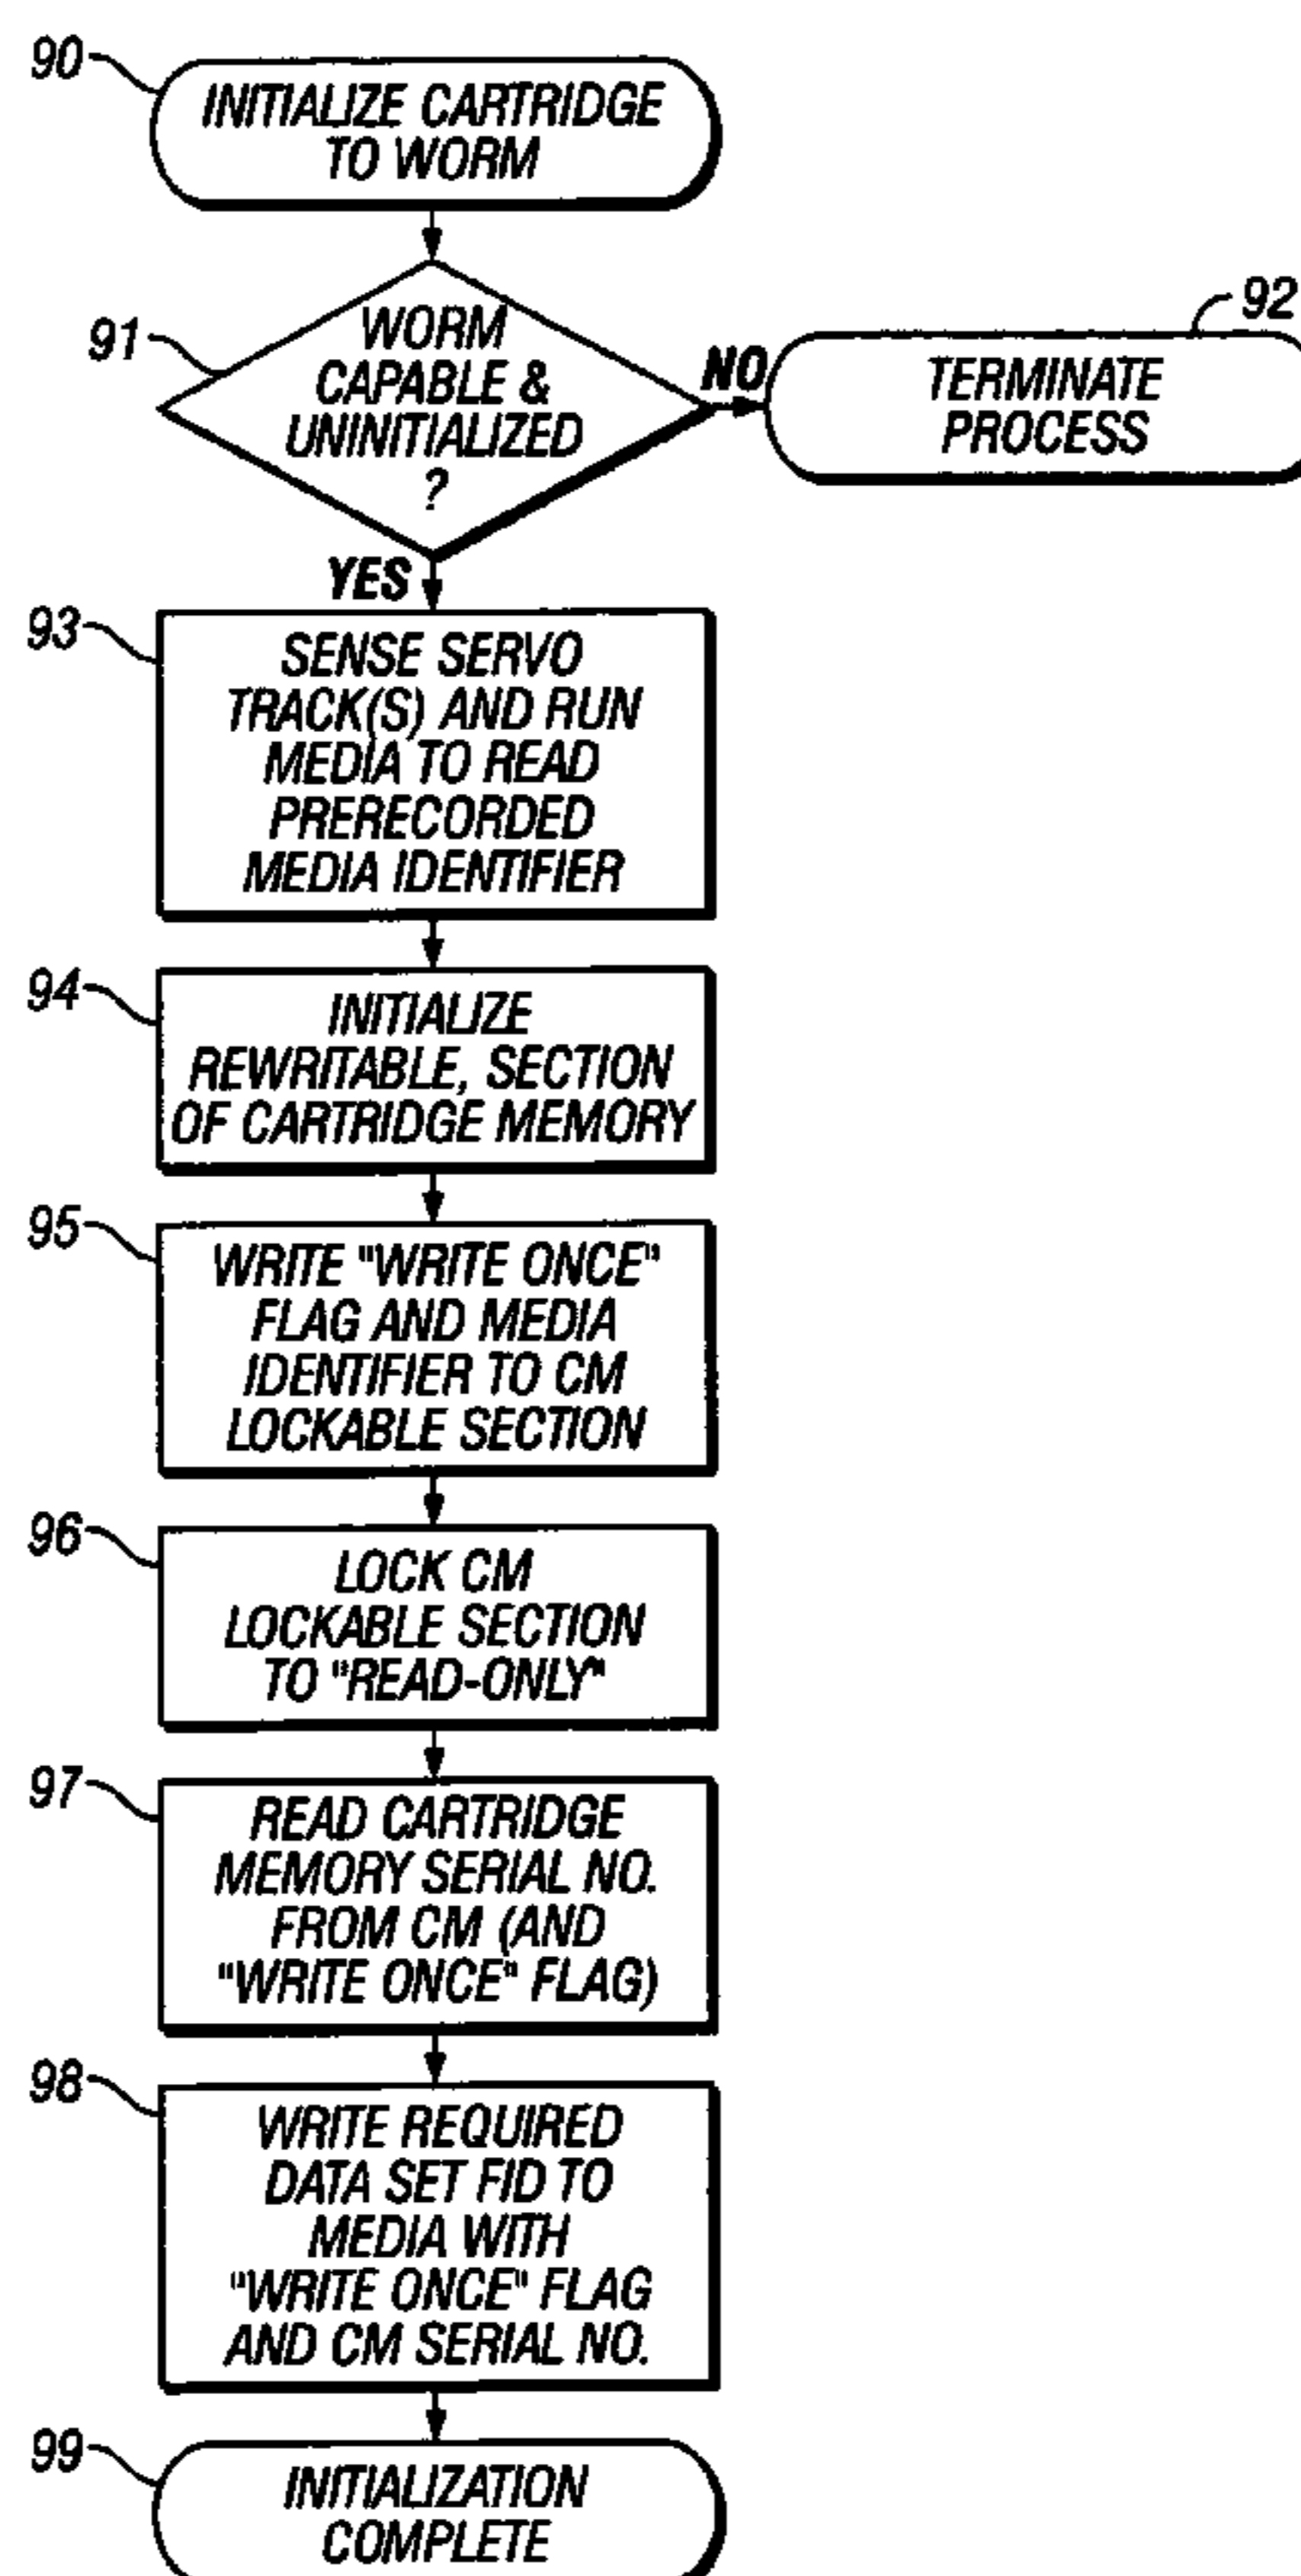 90
INITIALIZE CARTRIDGE
TO WORM
91
WORM
CAPABLE &
UNINITIALIZED
?
NO
92
TERMINATE
PROCESS
YES
93
SENSE SERVO
TRACK(S) AND RUN
MEDIA TO READ
PRERECORDED
MEDIA IDENTIFIER
94
INITIALIZE
REWRITABLE, SECTION
OF CARTRIDGE MEMORY
95
WRITE "WRITE ONCE"
FLAG AND MEDIA
IDENTIFIER TO CM
LOCKABLE SECTION
96
LOCK CM
LOCKABLE SECTION
TO "READ-ONLY"
97
READ CARTRIDGE
MEMORY SERIAL NO.
FROM CM (AND
"WRITE ONCE" FLAG)
98
WRITE REQUIRED
DATA SET FID TO
MEDIA WITH
"WRITE ONCE" FLAG
AND CM SERIAL NO.
99
INITIALIZATION
COMPLETE